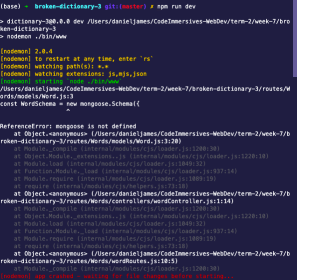 (base) → broken-dictionary-3 git:(master) ✗ npm run dev
> dictionary-3@0.0.0 dev /Users/danieljames/CodeImmersives-WebDev/term-2/week-7/bro
ken-dictionary-3
> nodemon ./bin/www
[nodemon] 2.0.4
[nodemon] to restart at any time, enter `rs`
[nodemon] watching path(s): *.*
[nodemon] watching extensions: js,mjs,json
[nodemon] starting `node ./bin/www`
/Users/danieljames/CodeImmersives-WebDev/term-2/week-7/broken-dictionary-3/routes/W
ords/models/Word.js:3
const WordSchema = new mongoose.Schema({
^
ReferenceError: mongoose is not defined
at Object.<anonymous> (/Users/danieljames/CodeImmersives-WebDev/term-2/week-7/b
roken-dictionary-3/routes/Words/models/Word.js:3:20)
at Module._compile (internal/modules/cjs/loader.js:1200:30)
at Object.Module._extensions..js (internal/modules/cjs/loader.js:1220:10)
at Module.load (internal/modules/cjs/loader.js:1049:32)
at Function.Module._load (internal/modules/cjs/loader.js:937:14)
at Module.require (internal/modules/cjs/loader.js:1089:19)
at require (internal/modules/cjs/helpers.js:73:18)
at Object.<anonymous> (/Users/danieljames/CodeImmersives-WebDev/term-2/week-7/b
roken-dictionary-3/routes/Words/controllers/wordController.js:1:14)
at Module._compile (internal/modules/cjs/loader.js:1200:30)
at Object.Module._extensions..js (internal/modules/cjs/loader.js:1220:10)
at Module.load (internal/modules/cjs/loader.js:1049:32)
at Function.Module._load (internal/modules/cjs/loader.js:937:14)
at Module.require (internal/modules/cjs/loader.js:1089:19)
at require (internal/modules/cjs/helpers.js:73:18)
at Object.<anonymous> (/Users/danieljames/CodeImmersives-WebDev/term-2/week-7/b
roken-dictionary-3/routes/Words/wordRoutes.js:10:5)
at Module._compile (internal/modules/cjs/loader.js:1200:30)
[nodemon] app crashed - waiting for file changes before starting...